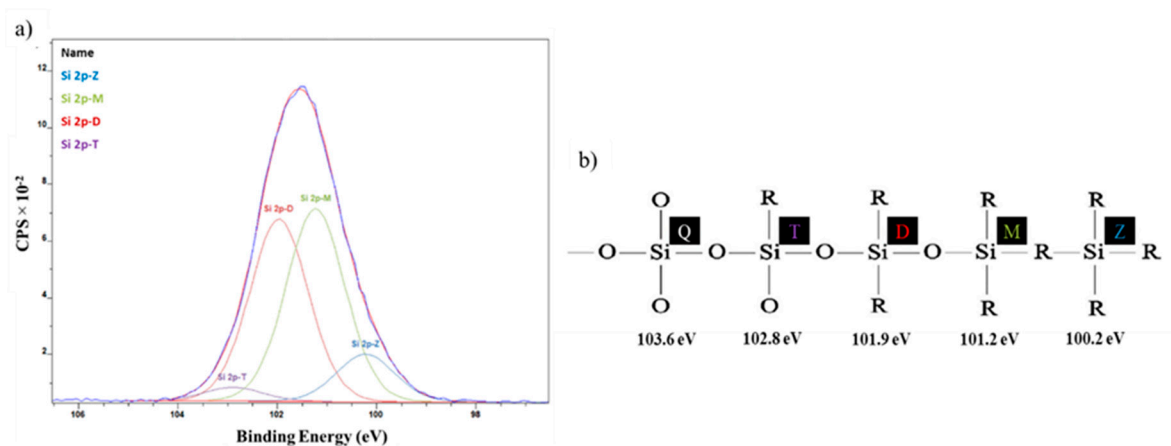 a)
Name
Si 2p-Z
Si 2p-M
Si 2p-D
Si 2p-T
12
10
8
6
4
2
Si 2p-D
Si 2p-M
Si 2p-Z
Si 2p-T
106
104
102
100
98
CPS × 10⁻²
Binding Energy (eV)
b)
O R R R R
Q T D M Z
O Si O Si O Si O Si R Si R
O O R R R
103.6 eV 102.8 eV 101.9 eV 101.2 eV 100.2 eV